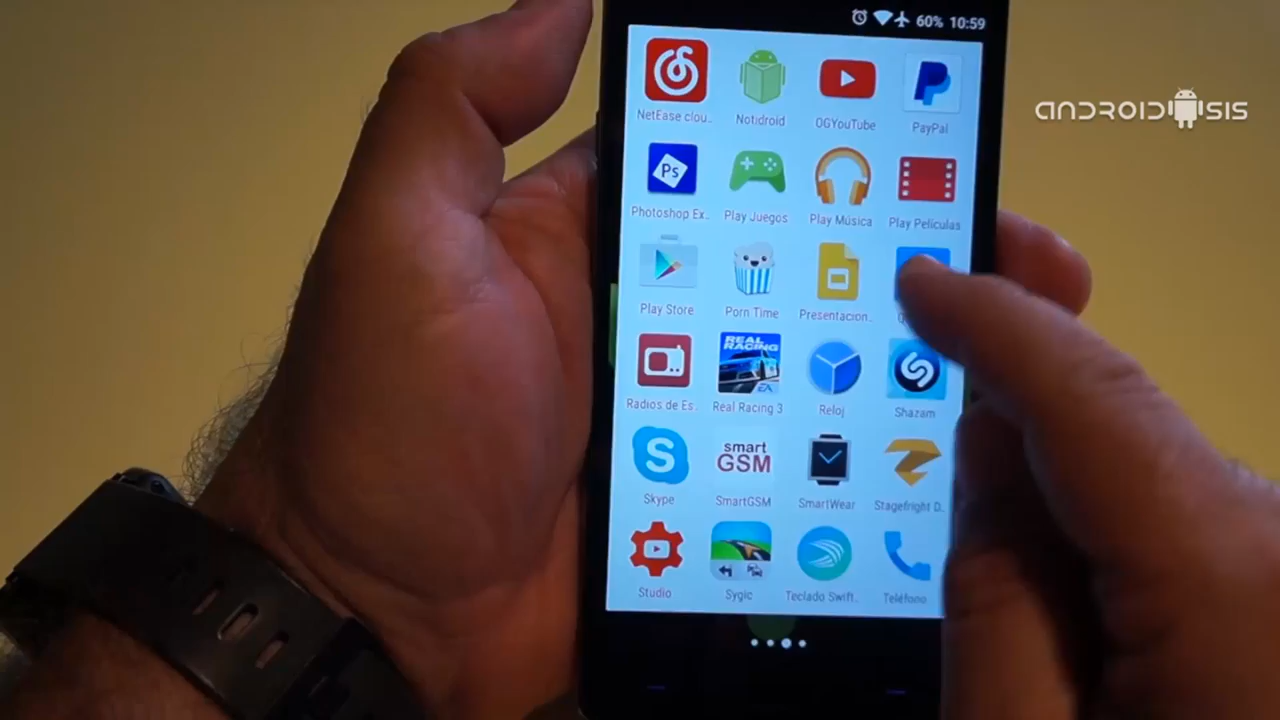 60% 10:59
ANDROIDSIS
NetEase clou..
Notidroid
OGYouTube
PayPal
Ps
Photoshop Ex..
Play Juegos
Play Música
Play Películas
Play Store
Porn Time
Presentacion..
REAL RACING
EA
Radios de Es..
Real Racing 3
Reloj
Shazam
smart GSM
Skype
SmartGSM
SmartWear
Stagefright D..
Studio
Sygic
Teclado Swift..
Teléfono